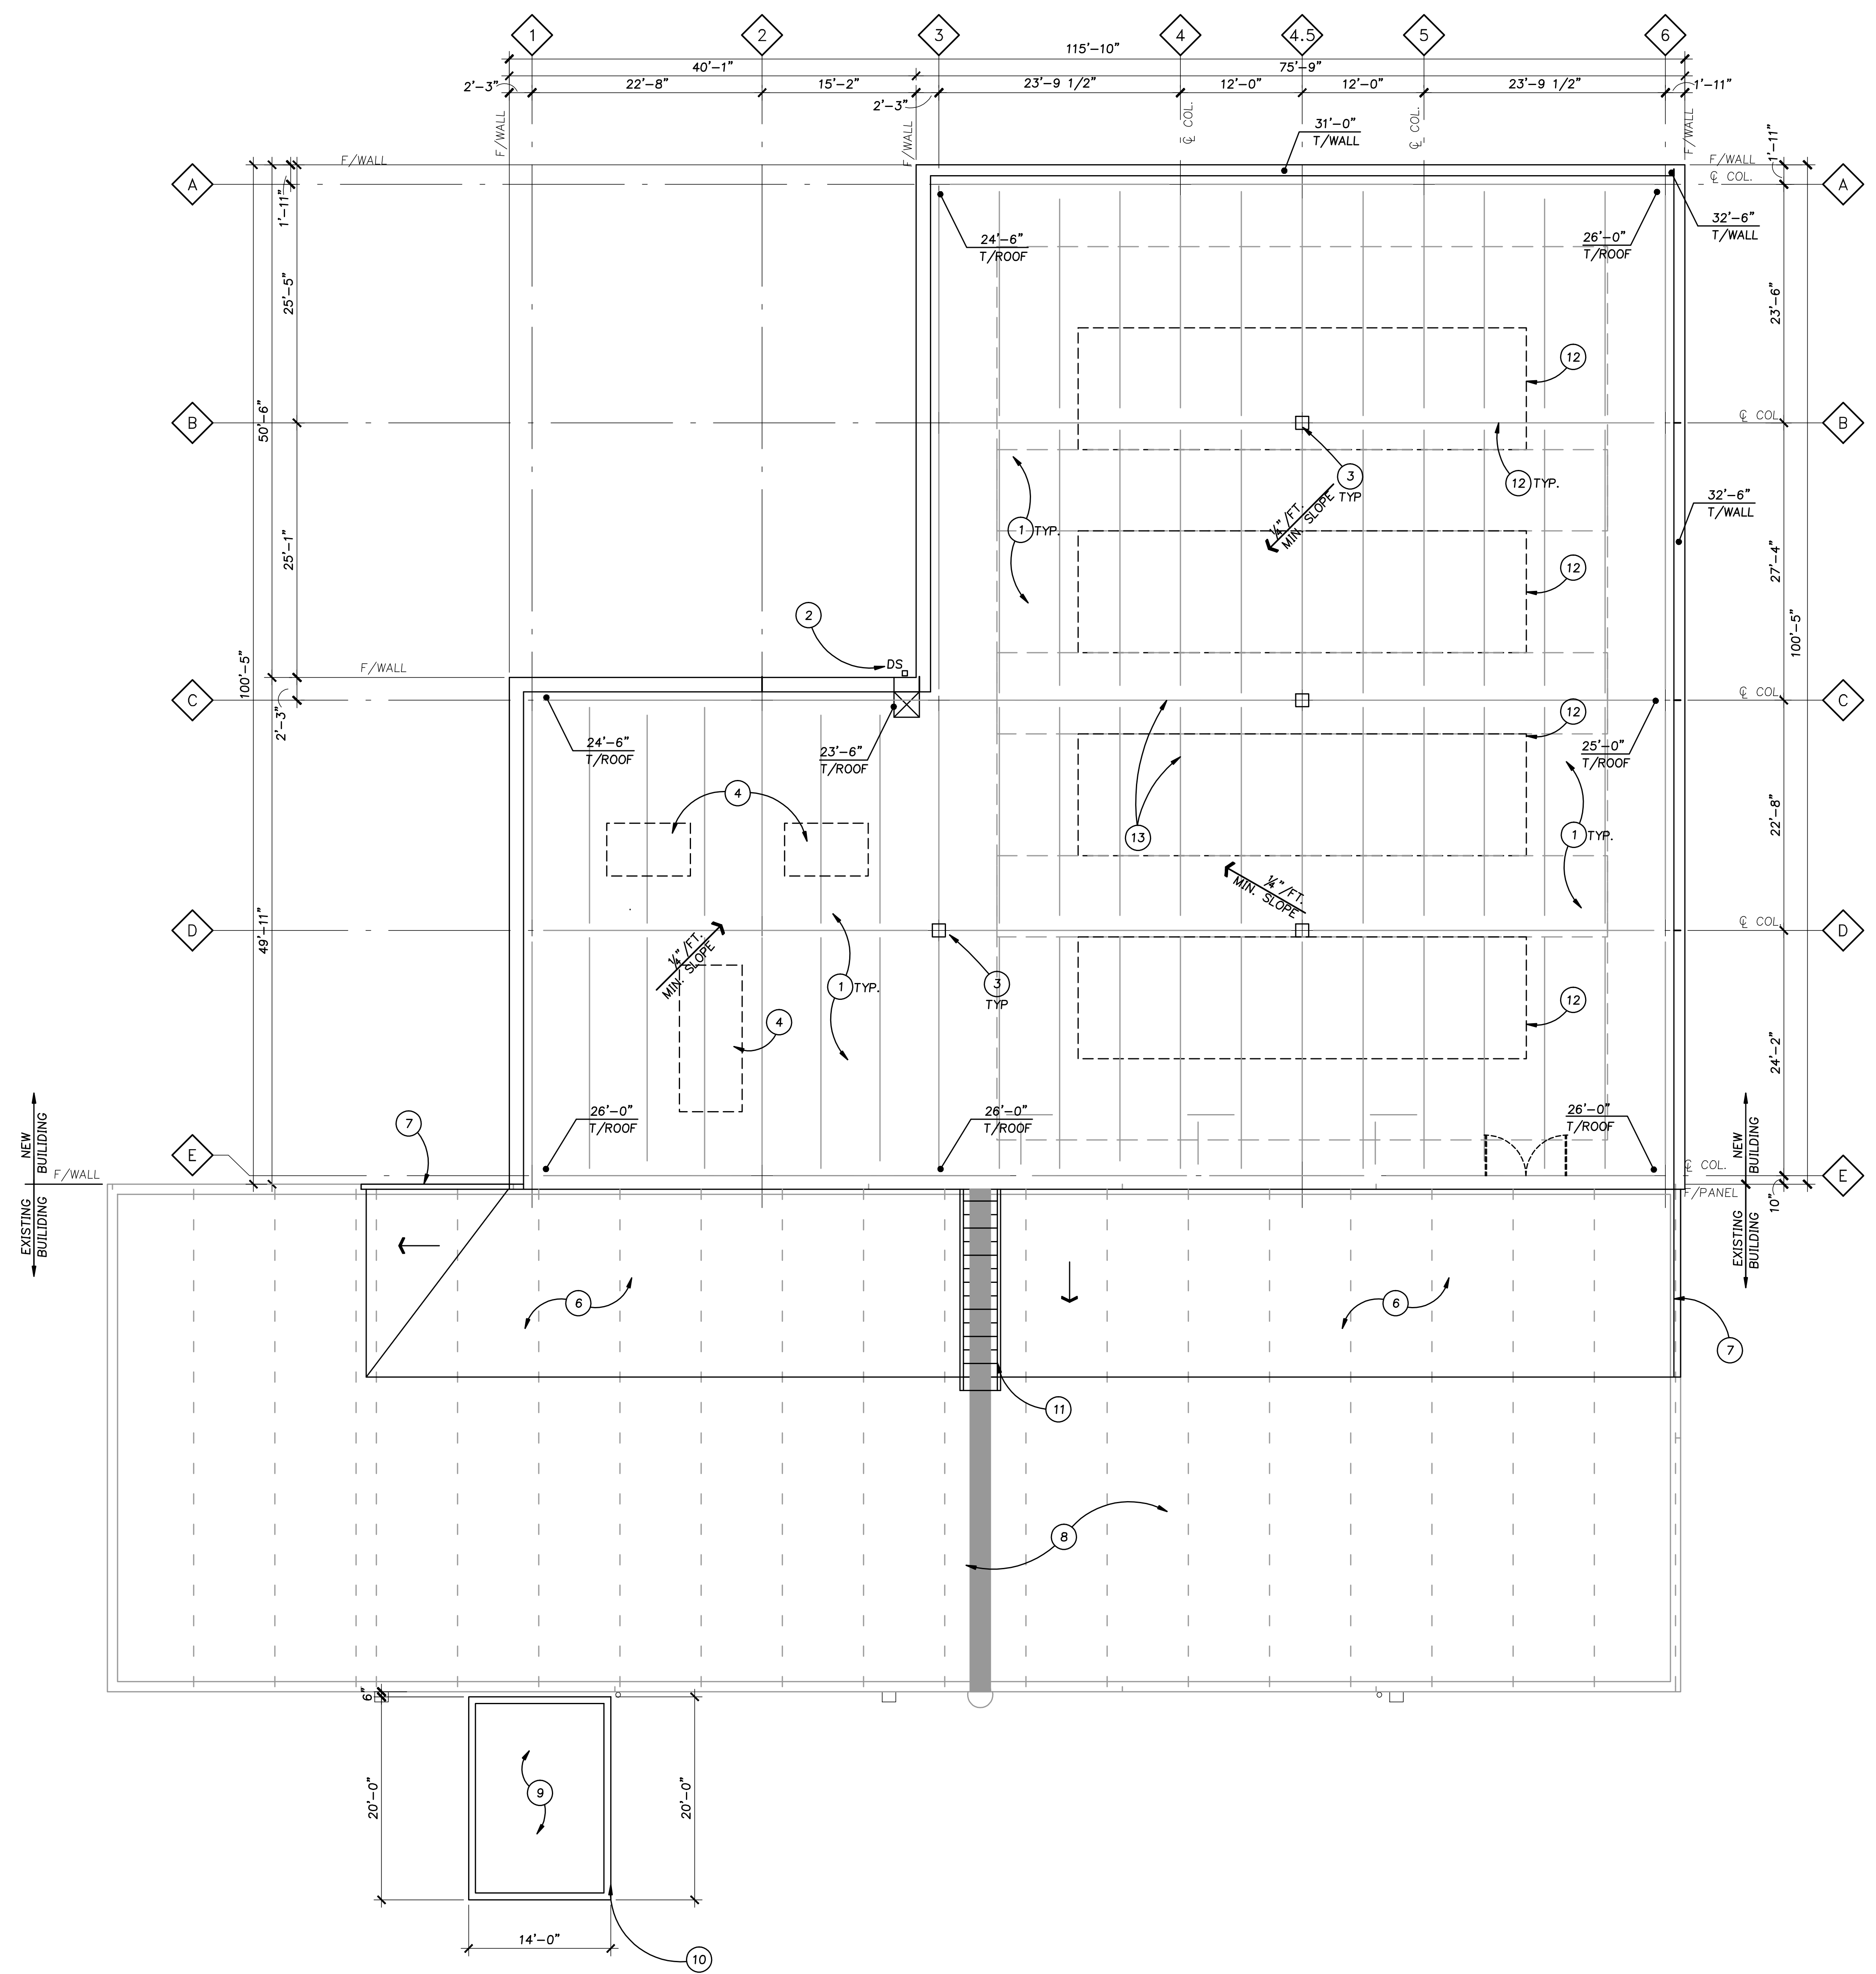 1 2 3 4 4.5 5 6
115'-10"
40'-1" 75'-9"
2'-3" 22'-8" 15'-2" 2'-3" 23'-9 1/2" 12'-0" 12'-0" 23'-9 1/2" 1'-11"
F/WALL
F/WALL
℄ COL.
℄ COL.
F/WALL
31'-0"
T/WALL
F/WALL
F/WALL
℄ COL.
1'-11"
A
A
1'-11"
32'-6"
T/WALL
24'-6"
T/ROOF
26'-0"
T/ROOF
25'-5"
23'-6"
12
50'-6"
B
℄ COL.
B
3
TYP
12 TYP.
1 TYP.
¼"/FT.
MIN. SLOPE
32'-6"
T/WALL
25'-1"
27'-4"
12
2
100'-5"
100'-5"
F/WALL
DS
C
℄ COL.
C
2'-3"
12
24'-6"
T/ROOF
23'-6"
T/ROOF
25'-0"
T/ROOF
4
22'-8"
13
1 TYP.
¼"/FT.
MIN. SLOPE
49'-11"
D
℄ COL.
D
¼"/FT.
MIN. SLOPE
1 TYP.
3
TYP
12
4
24'-2"
26'-0"
T/ROOF
26'-0"
T/ROOF
26'-0"
T/ROOF
7
NEW
BUILIDING
NEW
BUILDING
E
F/WALL
℄ COL.
E
F/PANEL
10"
EXISTING
BUILDING
EXISTING
BUILDING
6
6
7
11
8
6"
20'-0"
9
20'-0"
14'-0"
10